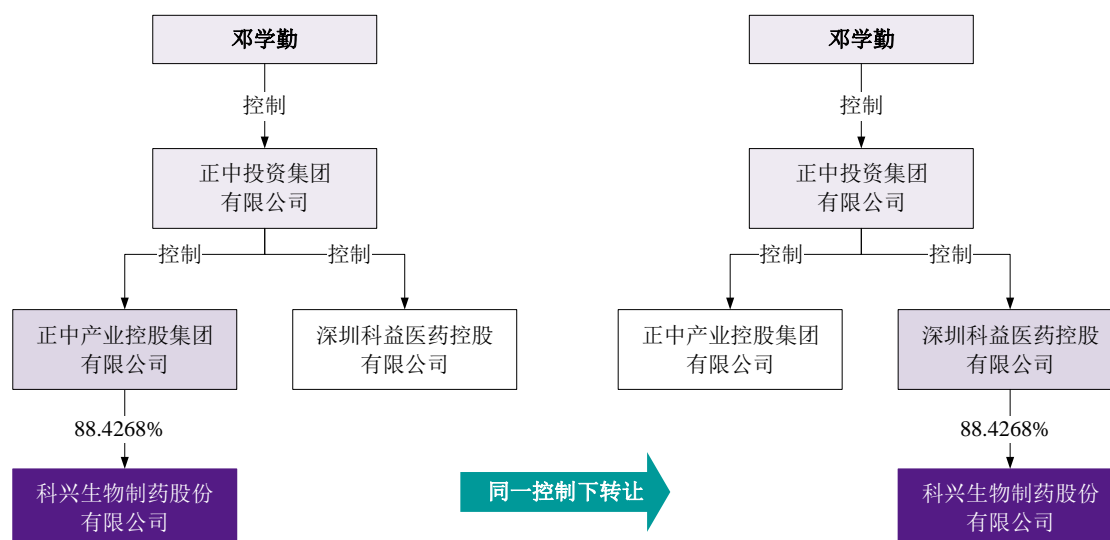 邓学勤
控制
正中投资集团
有限公司
控制
控制
正中产业控股集团
有限公司
深圳科益医药控股
有限公司
88.4268%
科兴生物制药股份
有限公司
同一控制下转让
邓学勤
控制
正中投资集团
有限公司
控制
控制
正中产业控股集团
有限公司
深圳科益医药控股
有限公司
88.4268%
科兴生物制药股份
有限公司